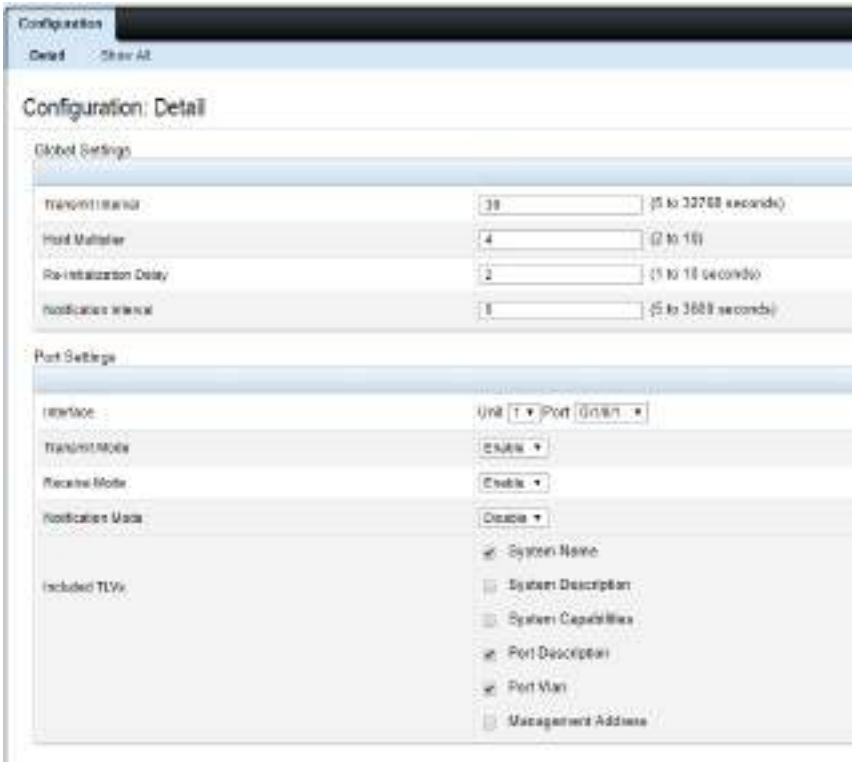 Configuration
Detail Show All
Configuration: Detail
Global Settings
Transmit Interval 30 (5 to 32768 seconds)
Hold Multiplier 4 (2 to 10)
Re-Initialization Delay 2 (1 to 10 seconds)
Notification Interval (5 to 3600 seconds)
Port Settings
Interface Unit 1 Port Gi1/0/1
Transmit Mode Enable
Receive Mode Enable
Notification Mode Disable
Included TLVs
System Name
System Description
System Capabilities
Port Description
Port Vlan
Management Address